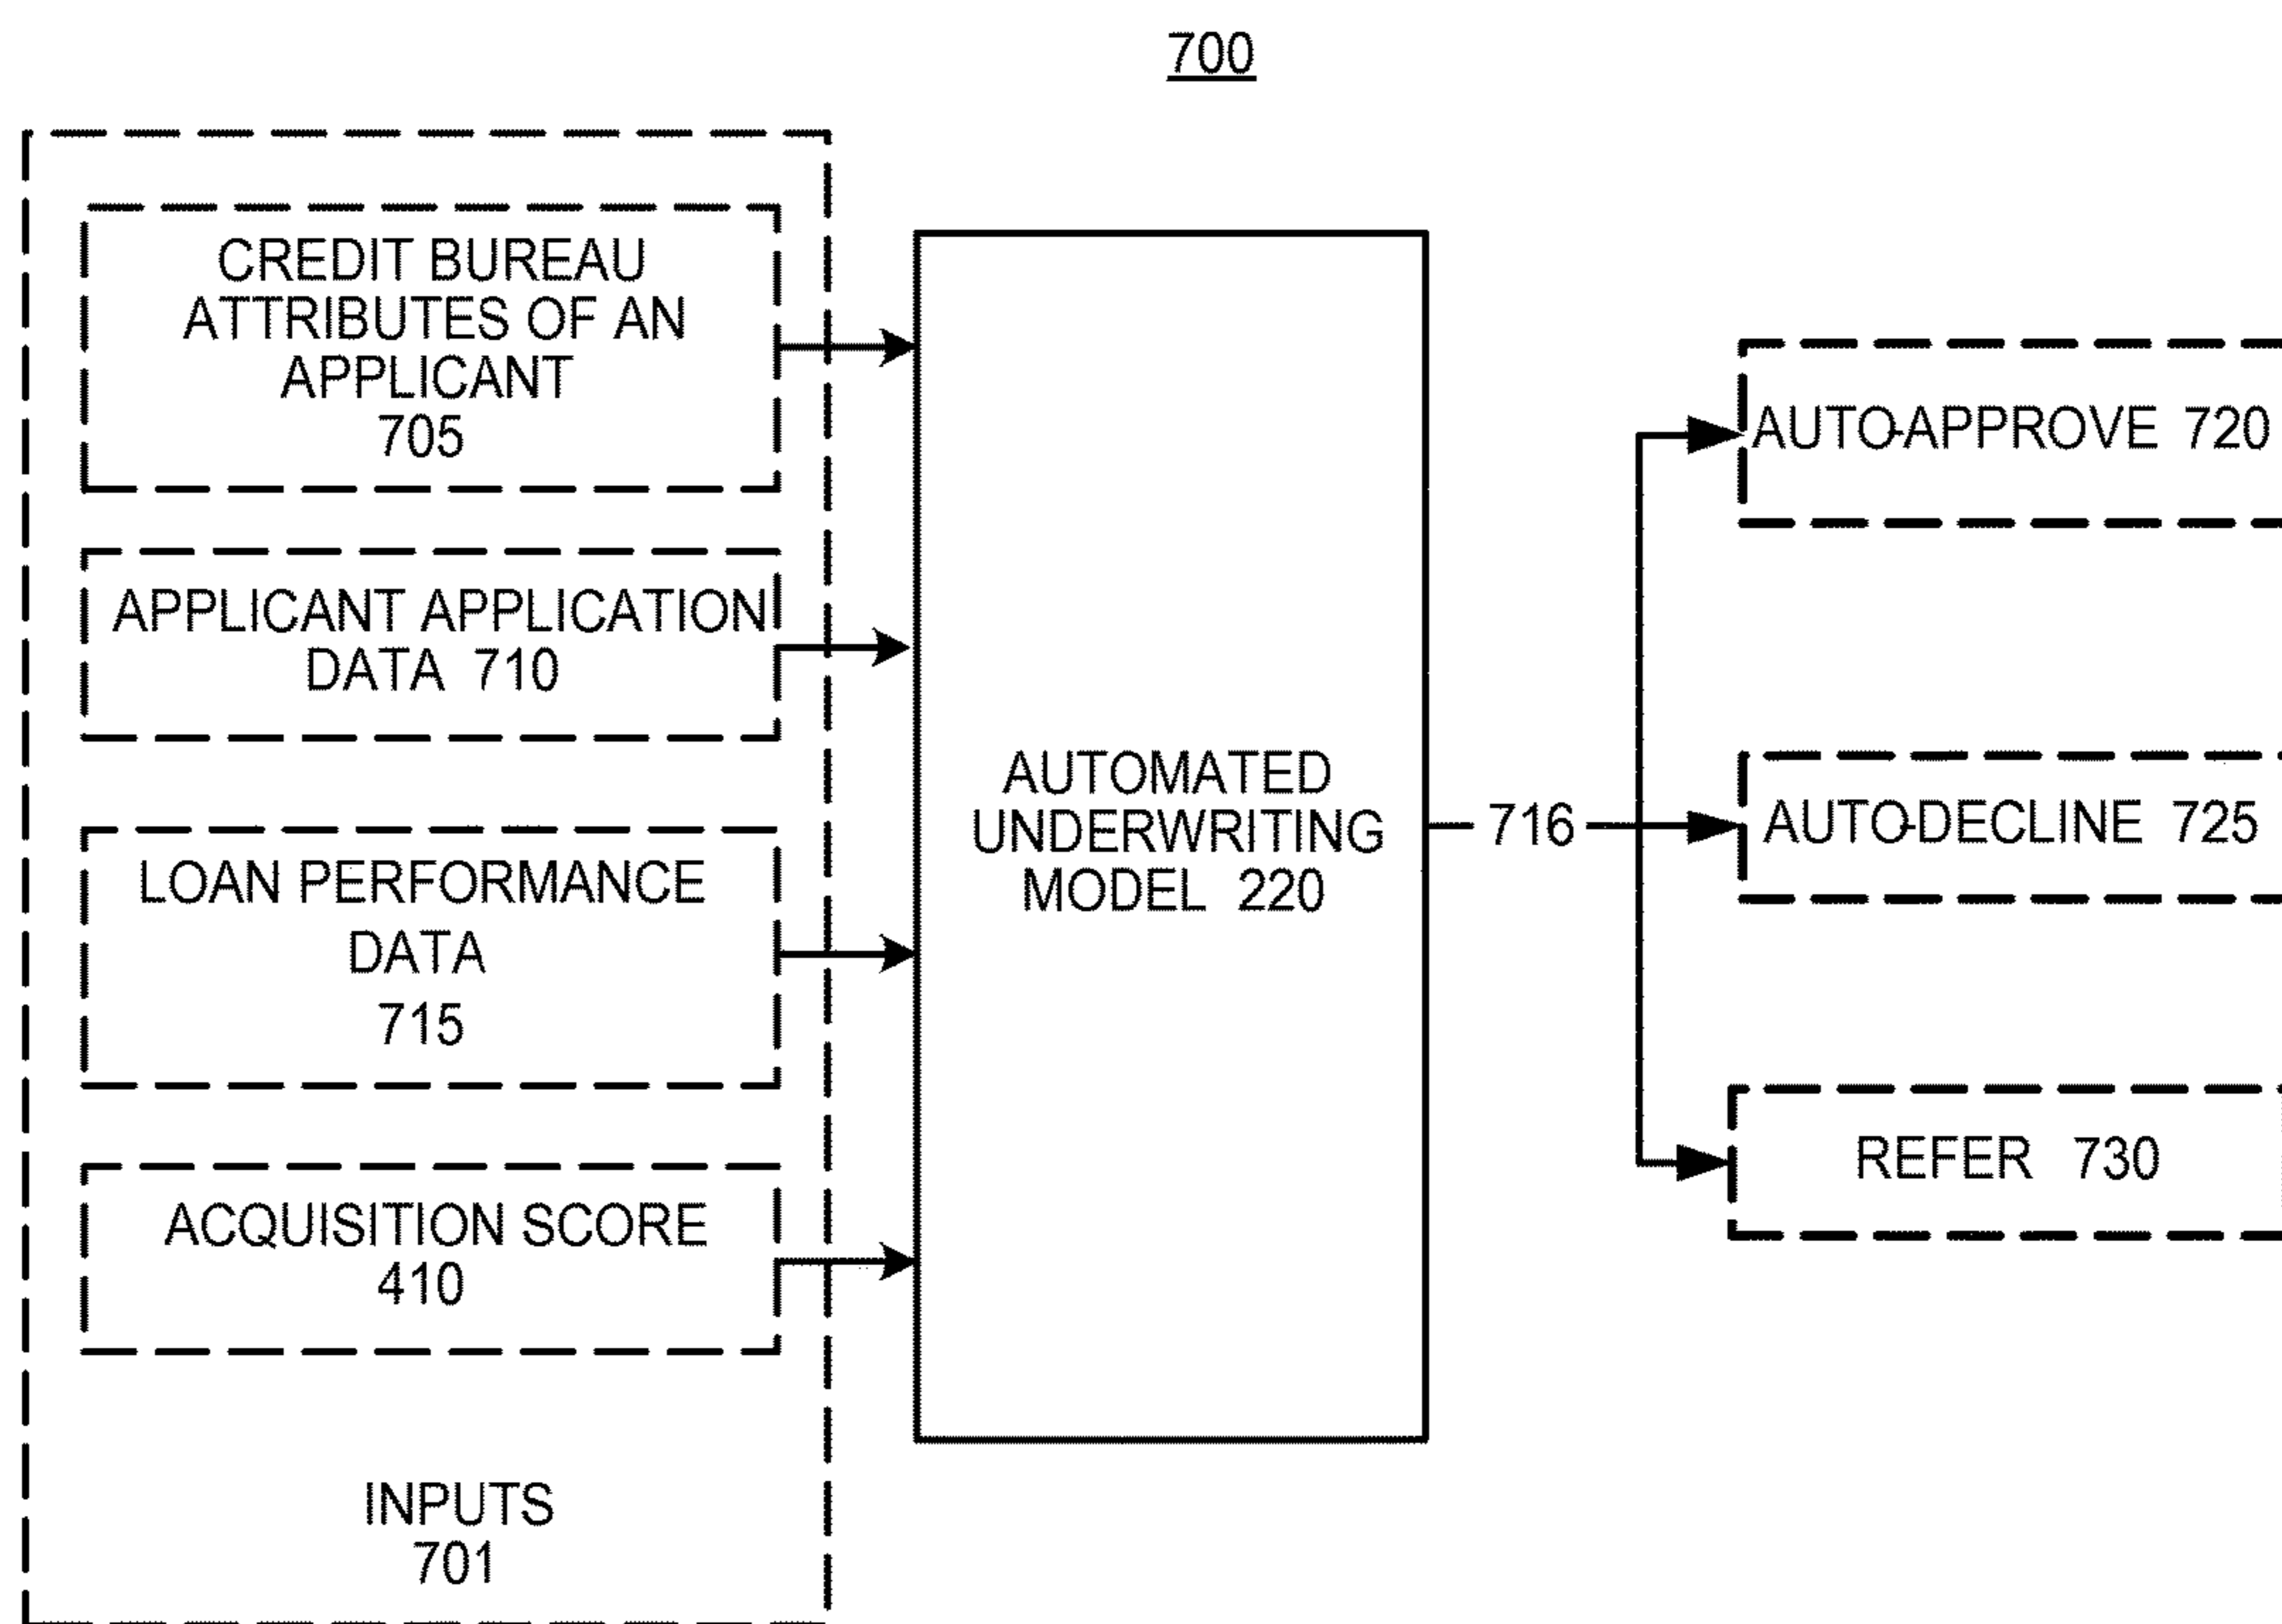 700
CREDIT BUREAU
ATTRIBUTES OF AN
APPLICANT
705
APPLICANT APPLICATION
DATA 710
LOAN PERFORMANCE
DATA
715
ACQUISITION SCORE
410
INPUTS
701
AUTOMATED
UNDERWRITING
MODEL 220
716
AUTO-APPROVE 720
AUTO-DECLINE 725
REFER 730